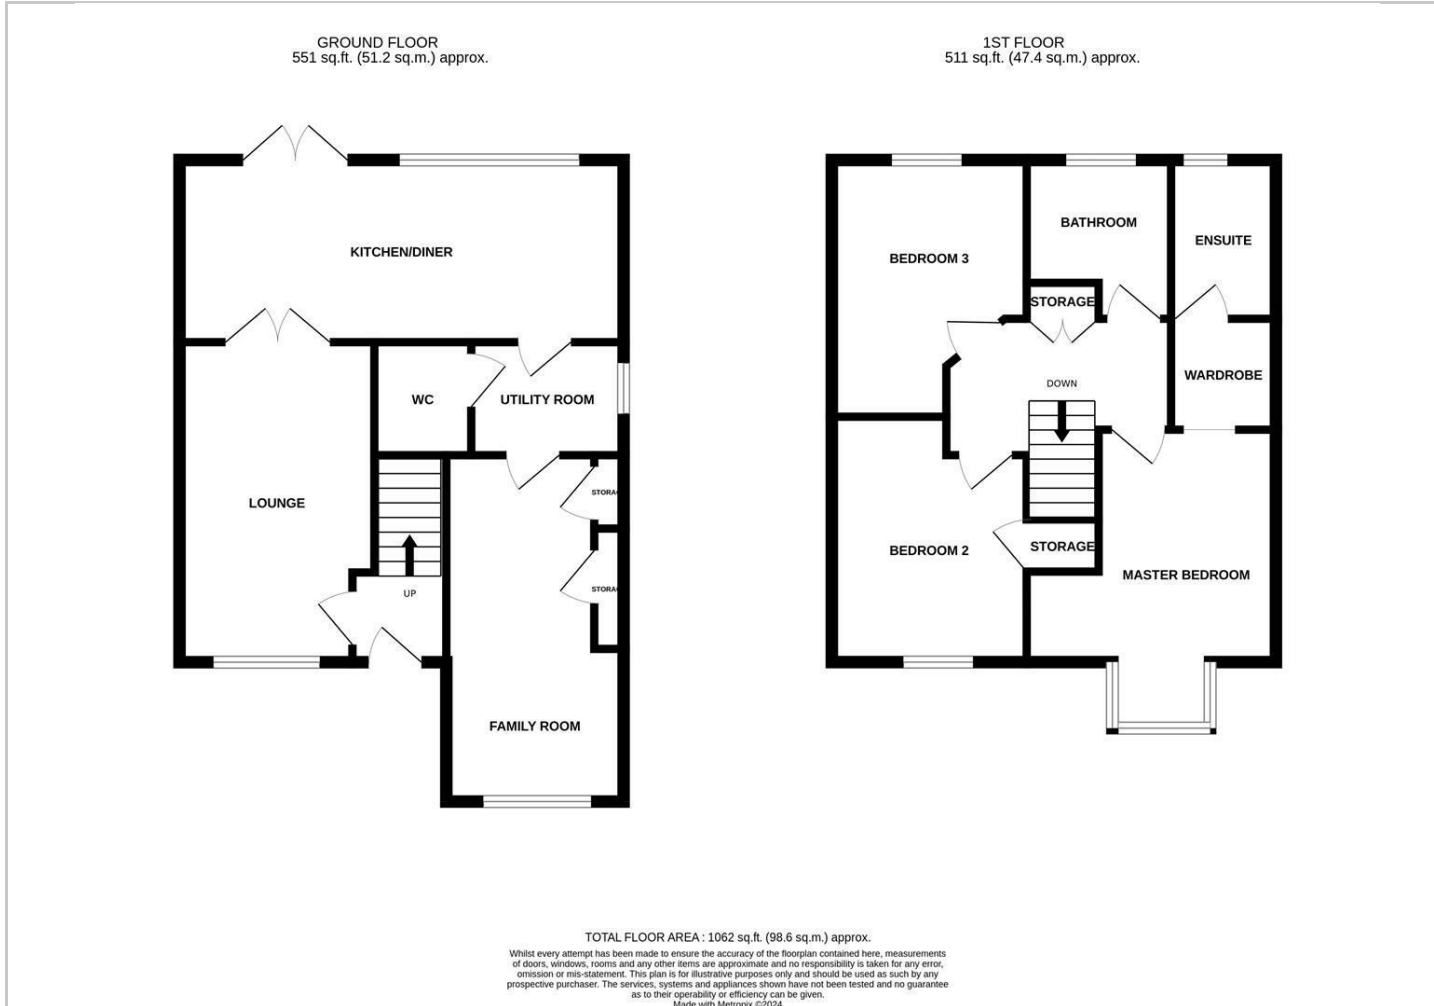 GROUND FLOOR
551 sq.ft. (51.2 sq.m.) approx.
1ST FLOOR
511 sq.ft. (47.4 sq.m.) approx.
KITCHEN/DINER
WC
UTILITY ROOM
LOUNGE
STORAG
STORAG
UP
FAMILY ROOM
BEDROOM 3
BATHROOM
ENSUITE
STORAGE
WARDROBE
DOWN
BEDROOM 2
STORAGE
MASTER BEDROOM
TOTAL FLOOR AREA : 1062 sq.ft. (98.6 sq.m.) approx.
Whilst every attempt has been made to ensure the accuracy of the floorplan contained here, measurements
of doors, windows, rooms and any other items are approximate and no responsibility is taken for any error,
omission or mis-statement. This plan is for illustrative purposes only and should be used as such by any
prospective purchaser. The services, systems and appliances shown have not been tested and no guarantee
as to their operability or efficiency can be given.
Made with Metropix ©2024